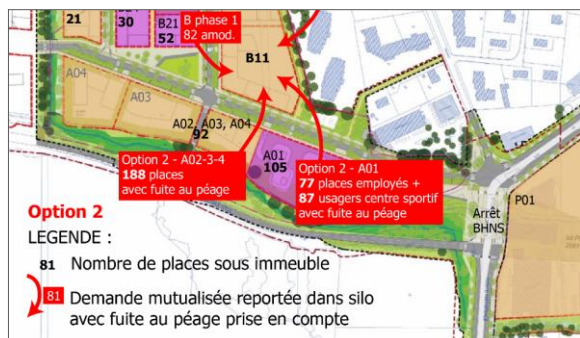 21
30
B21
52
B phase 1
82 amod.
B11
A04
A03
A02, A03, A04
92
A01
105
Option 2 - A02-3-4
188 places
avec fuite au péage
Option 2 - A01
77 places employés +
87 usagers centre sportif
avec fuite au péage
P01
Arrêt
BHNS
Option 2
LEGENDE :
81 Nombre de places sous immeuble
81 Demande mutualisée reportée dans silo
avec fuite au péage prise en compte